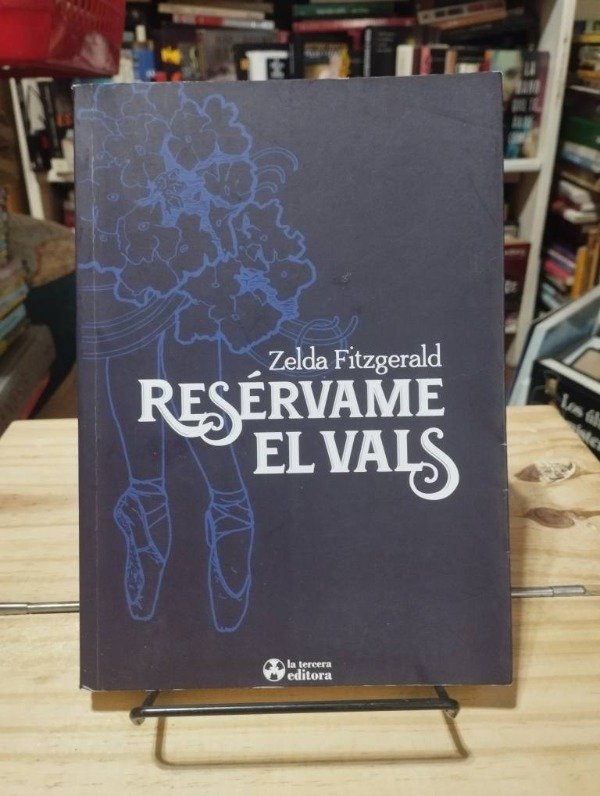 Zelda Fitzgerald
RESÉRVAME
EL VALS
la tercera
editora